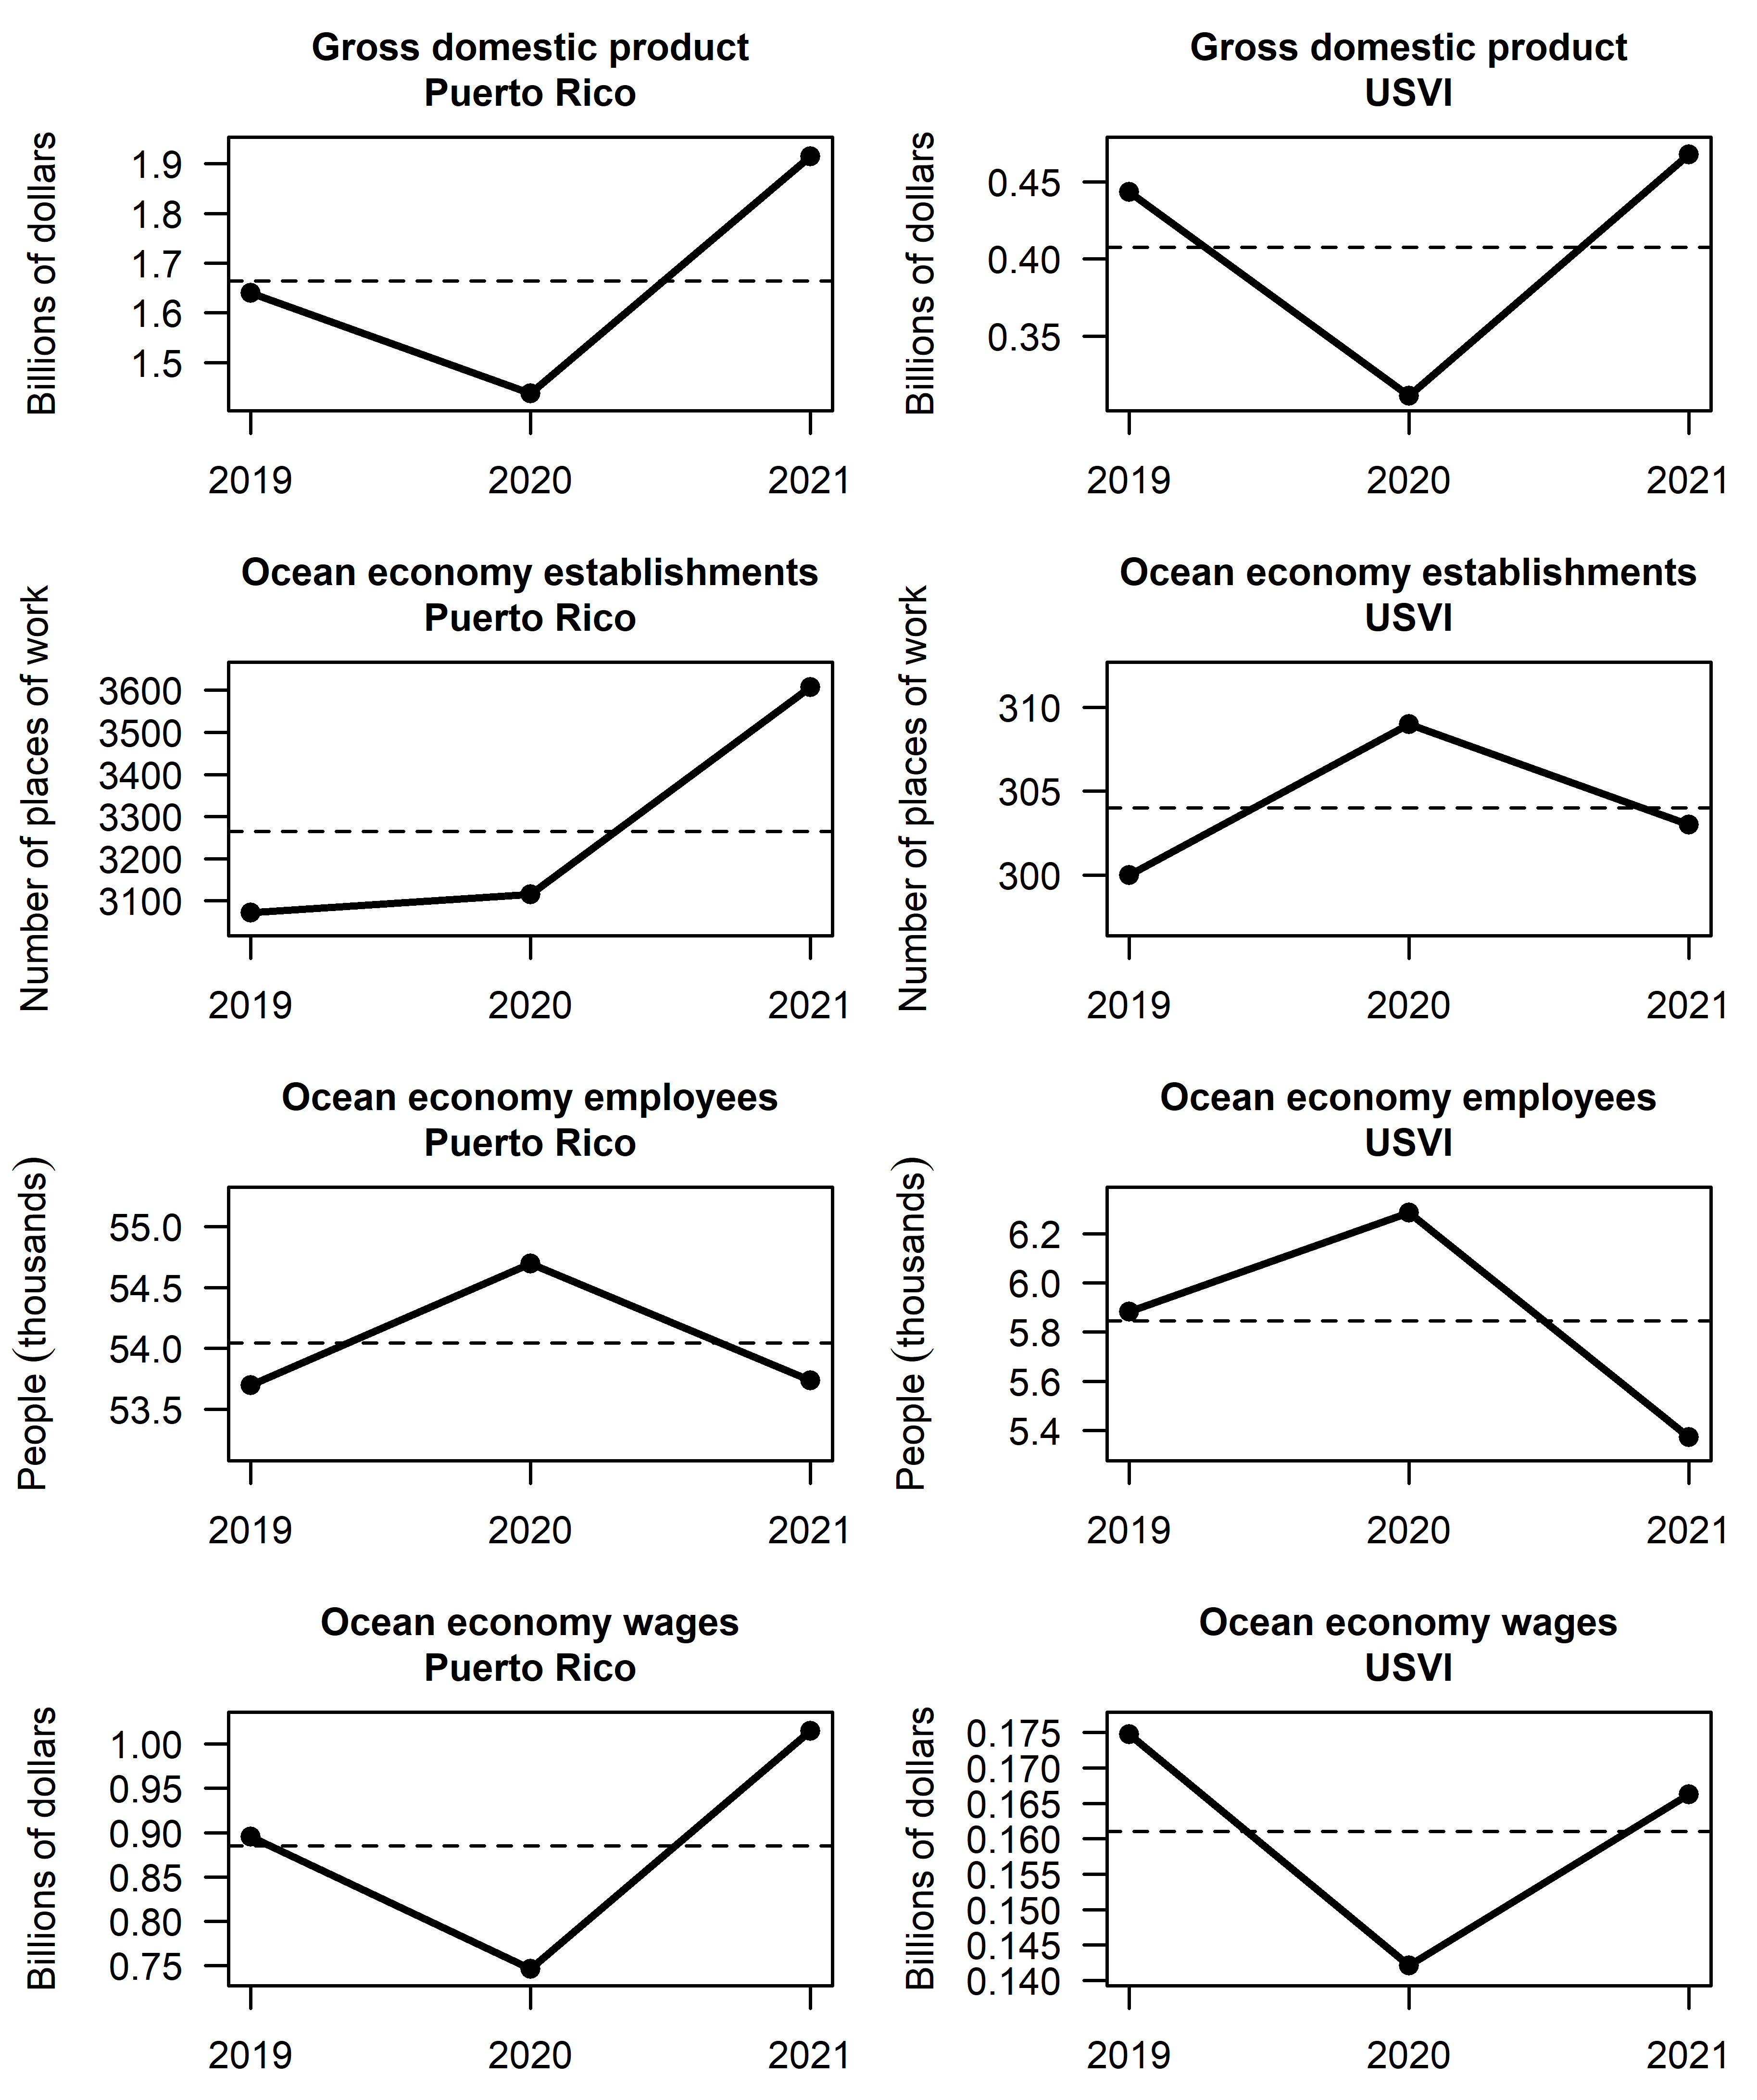 Gross domestic product
Puerto Rico
Billions of dollars
1.9
1.8
1.7
1.6
1.5
2019 2020 2021
Gross domestic product
USVI
Billions of dollars
0.45
0.40
0.35
2019 2020 2021
Ocean economy establishments
Puerto Rico
Number of places of work
3600
3500
3400
3300
3200
3100
2019 2020 2021
Ocean economy establishments
USVI
Number of places of work
310
305
300
2019 2020 2021
Ocean economy employees
Puerto Rico
People (thousands)
55.0
54.5
54.0
53.5
2019 2020 2021
Ocean economy employees
USVI
People (thousands)
6.2
6.0
5.8
5.6
5.4
2019 2020 2021
Ocean economy wages
Puerto Rico
Billions of dollars
1.00
0.95
0.90
0.85
0.80
0.75
2019 2020 2021
Ocean economy wages
USVI
Billions of dollars
0.175
0.170
0.165
0.160
0.155
0.150
0.145
0.140
2019 2020 2021